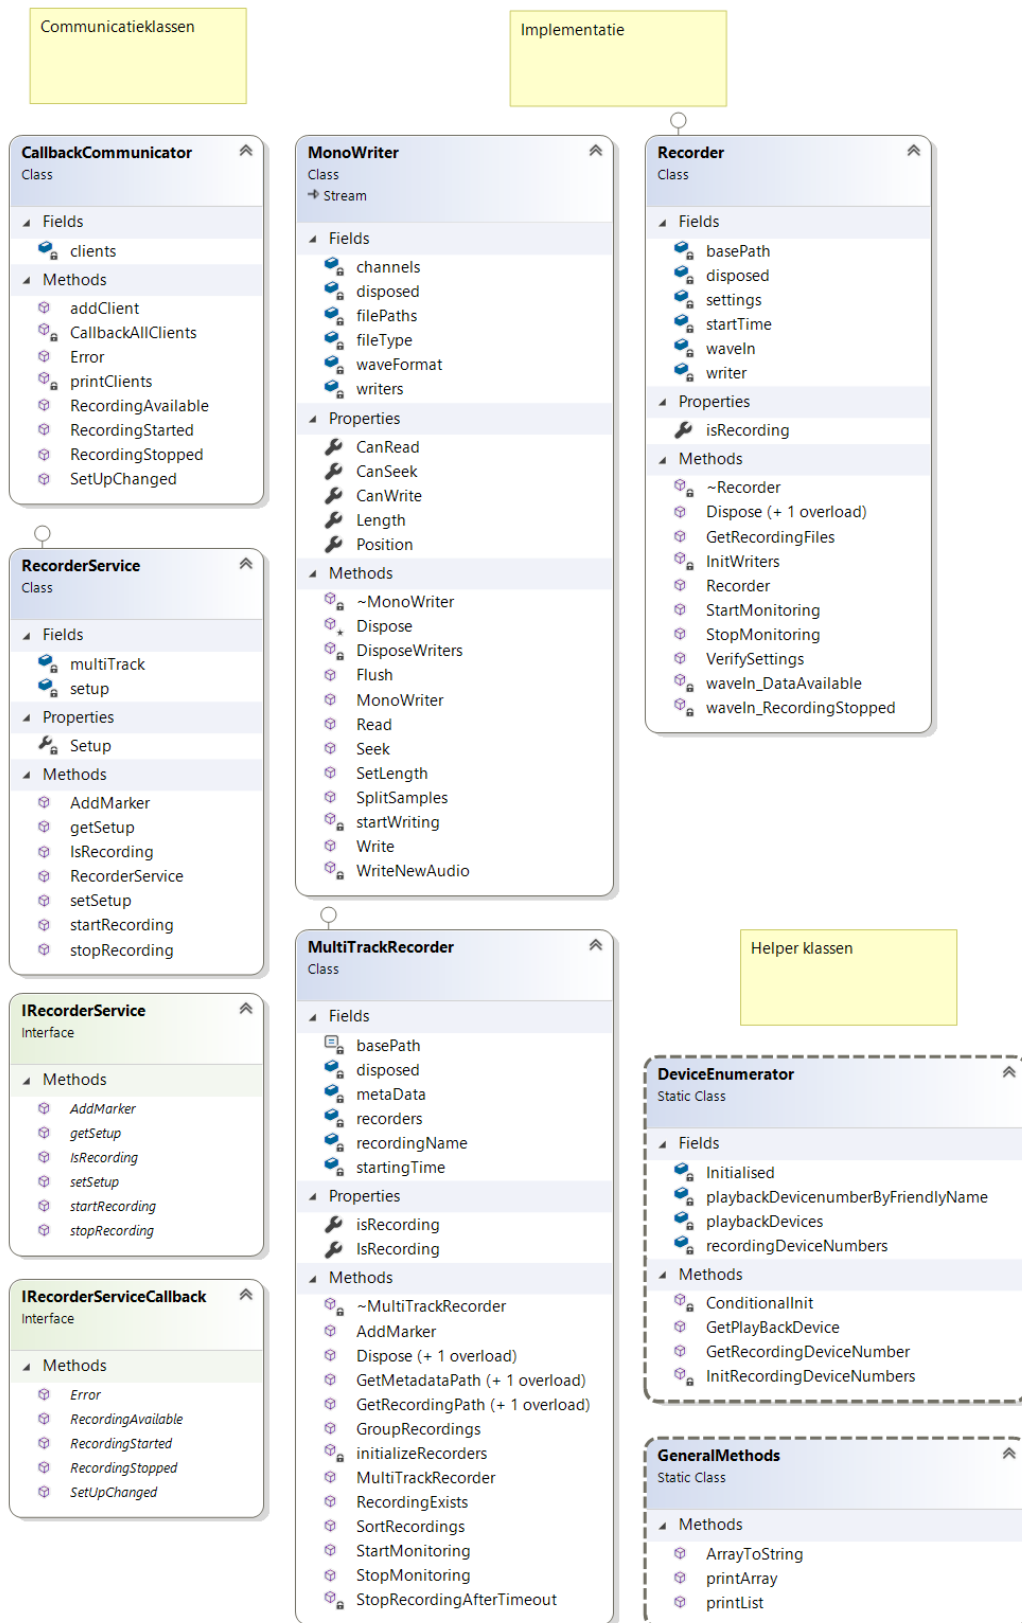 Communicatieklassen
Implementatie
CallbackCommunicator
Class
Fields
clients
Methods
addClient
CallbackAllClients
Error
printClients
RecordingAvailable
RecordingStarted
RecordingStopped
SetUpChanged
RecorderService
Class
Fields
multiTrack
setup
Properties
Setup
Methods
AddMarker
getSetup
IsRecording
RecorderService
setSetup
startRecording
stopRecording
IRecorderService
Interface
Methods
AddMarker
getSetup
IsRecording
setSetup
startRecording
stopRecording
IRecorderServiceCallback
Interface
Methods
Error
RecordingAvailable
RecordingStarted
RecordingStopped
SetUpChanged
MonoWriter
Class
Stream
Fields
channels
disposed
filePaths
fileType
waveFormat
writers
Properties
CanRead
CanSeek
CanWrite
Length
Position
Methods
~MonoWriter
Dispose
DisposeWriters
Flush
MonoWriter
Read
Seek
SetLength
SplitSamples
startWriting
Write
WriteNewAudio
MultiTrackRecorder
Class
Fields
basePath
disposed
metaData
recorders
recordingName
startingTime
Properties
isRecording
IsRecording
Methods
~MultiTrackRecorder
AddMarker
Dispose (+ 1 overload)
GetMetadataPath (+ 1 overload)
GetRecordingPath (+ 1 overload)
GroupRecordings
initializeRecorders
MultiTrackRecorder
RecordingExists
SortRecordings
StartMonitoring
StopMonitoring
StopRecordingAfterTimeout
Recorder
Class
Fields
basePath
disposed
settings
startTime
waveIn
writer
Properties
isRecording
Methods
~Recorder
Dispose (+ 1 overload)
GetRecordingFiles
InitWriters
Recorder
StartMonitoring
StopMonitoring
VerifySettings
waveIn_DataAvailable
waveIn_RecordingStopped
Helper klassen
DeviceEnumerator
Static Class
Fields
Initialised
playbackDevicenumberByFriendlyName
playbackDevices
recordingDeviceNumbers
Methods
ConditionalInit
GetPlayBackDevice
GetRecordingDeviceNumber
InitRecordingDeviceNumbers
GeneralMethods
Static Class
Methods
ArrayToString
printArray
printList